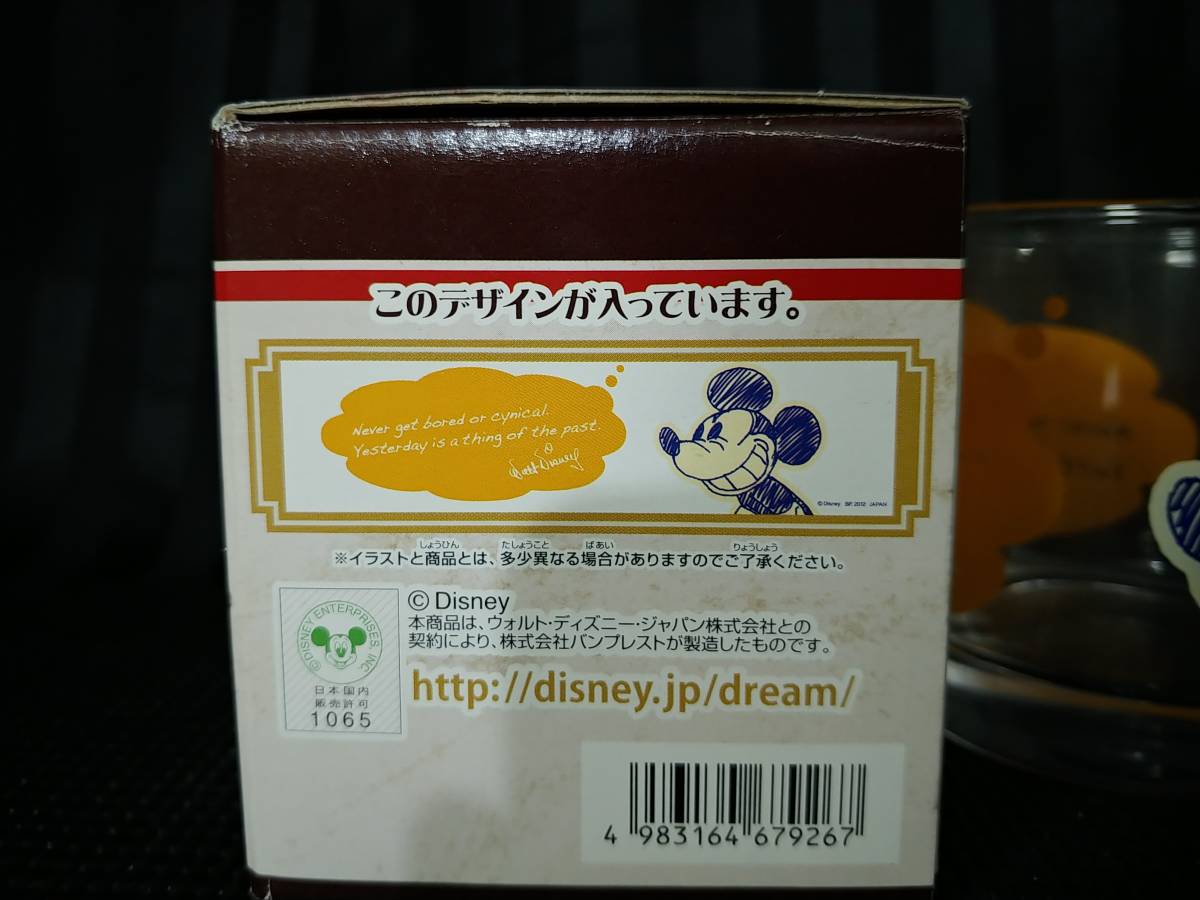 このデザインが入っています。
Never get bored or cynical.
Yesterday is a thing of the past.
Walt Disney
©Disney BP. 2012 JAPAN
しょうひん たしょうこと ばあい りょうしょう
※イラストと商品とは、多少異なる場合がありますのでご了承ください。
© DISNEY ENTERPRISES, INC.
日本国内
販売許可
1065
© Disney
本商品は、ウォルト・ディズニー・ジャパン株式会社との
契約により、株式会社バンプレストが製造したものです。
http://disney.jp/dream/
4 983164 679267